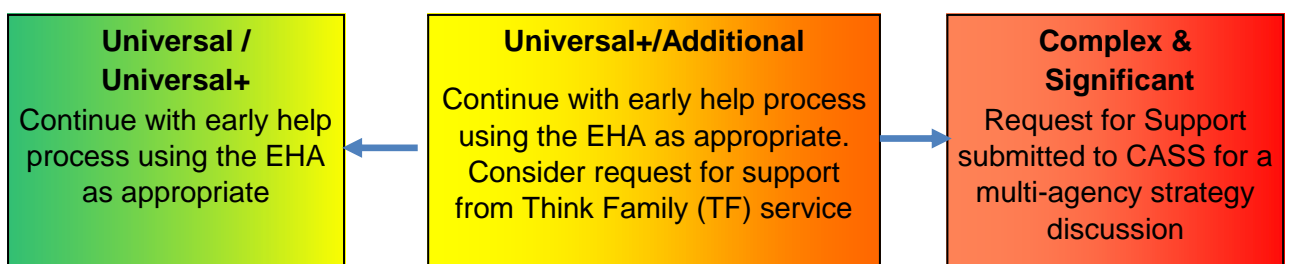 Universal /
Universal+
Continue with early help
process using the EHA
as appropriate
Universal+/Additional
Continue with early help process
using the EHA as appropriate.
Consider request for support
from Think Family (TF) service
Complex &
Significant
Request for Support
submitted to CASS for a
multi-agency strategy
discussion